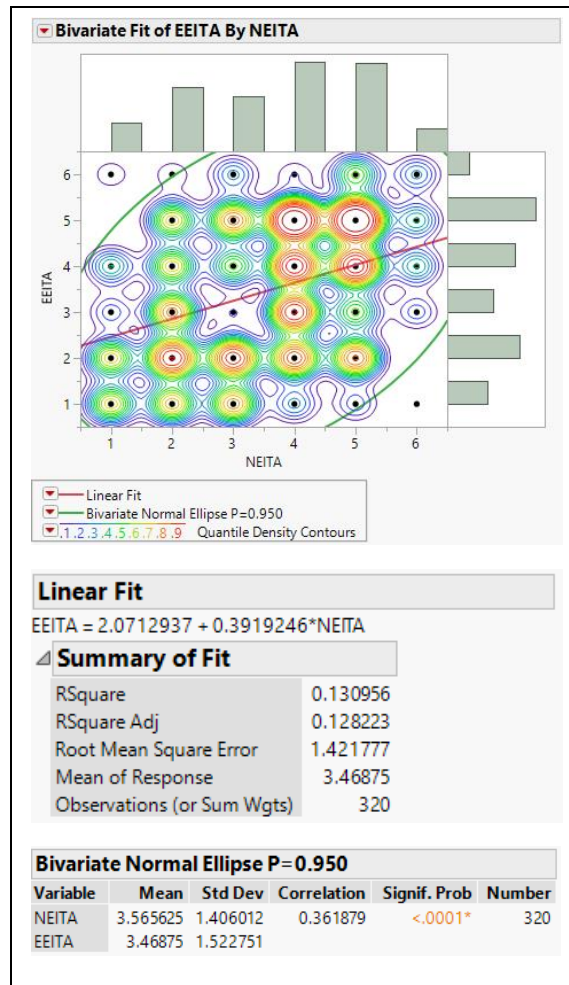 Bivariate Fit of EEITA By NEITA
6
5
4
3
2
1
EEITA
1 2 3 4 5 6
NEITA
Linear Fit
Bivariate Normal Ellipse P=0.950
.1.2.3.4.5.6.7.8.9 Quantile Density Contours
Linear Fit
EEITA = 2.0712937 + 0.3919246*NEITA
Summary of Fit
RSquare 0.130956
RSquare Adj 0.128223
Root Mean Square Error 1.421777
Mean of Response 3.46875
Observations (or Sum Wgts) 320
Bivariate Normal Ellipse P=0.950
Variable Mean Std Dev Correlation Signif. Prob Number
NEITA 3.565625 1.406012 0.361879 <.0001* 320
EEITA 3.46875 1.522751